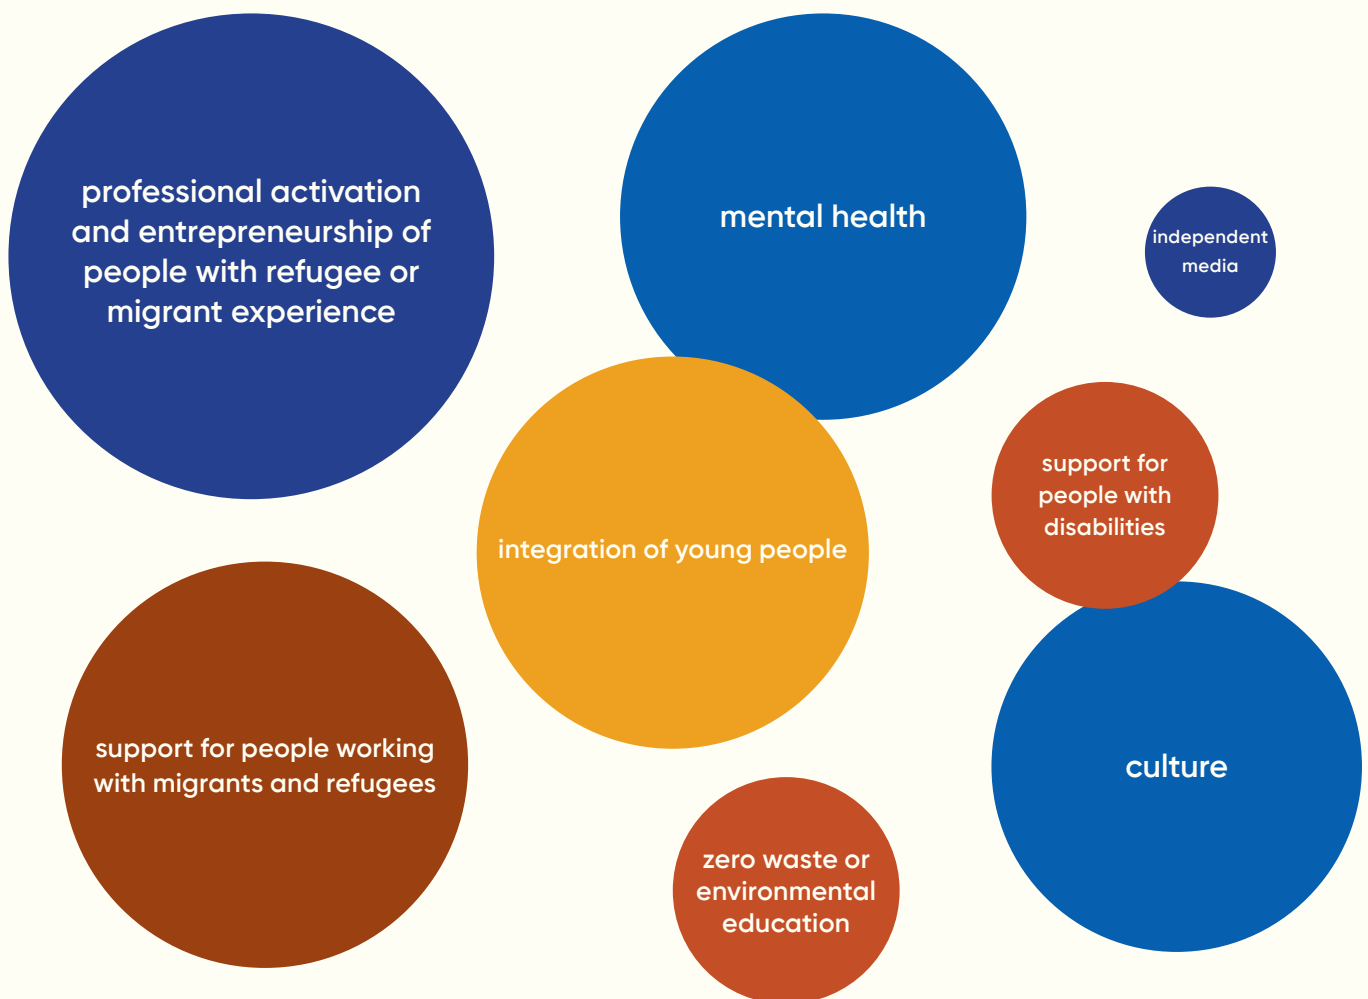 professional activation
and entrepreneurship of
people with refugee or
migrant experience
mental health
independent
media
integration of young people
support for
people with
disabilities
support for people working
with migrants and refugees
culture
zero waste or
environmental
education